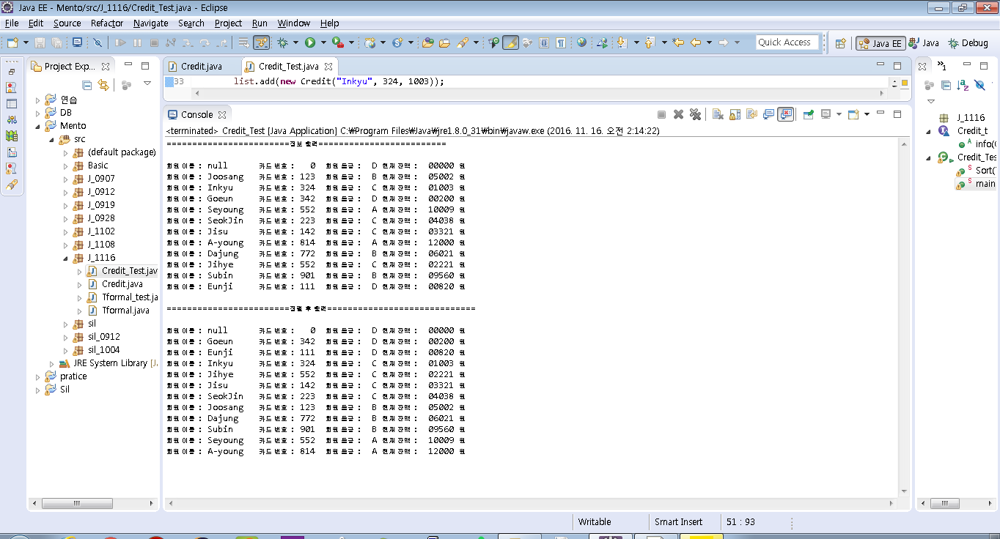 Java EE - Mento/src/J_1116/Credit_Test.java - Eclipse
File Edit Source Refactor Navigate Search Project Run Window Help
Quick Access Java EE Java Debug
Project Exp...
연습
DB
Mento
src
(default package)
Basic
J_0907
J_0912
J_0919
J_0928
J_1102
J_1108
J_1116
Credit_Test.jav
Credit.java
Tformal_test.ja
Tformal.java
sil
sil_0912
sil_1004
JRE System Library [J
pratice
Sil
Credit.java Credit_Test.java
33 list.add(new Credit("Inkyu", 324, 1003));
Console
<terminated> Credit_Test [Java Application] C:₩Program Files₩Java₩jre1.8.0_31₩bin₩javaw.exe (2016. 11. 16. 오전 2:14:22)
========================정보 출력=========================
회원 이름 : null 카드 번호 : 0 회원 등급 : D 현재 잔액 : 00000 원
회원 이름 : Joosang 카드 번호 : 123 회원 등급 : B 현재 잔액 : 05002 원
회원 이름 : Inkyu 카드 번호 : 324 회원 등급 : C 현재 잔액 : 01003 원
회원 이름 : Goeun 카드 번호 : 342 회원 등급 : D 현재 잔액 : 00200 원
회원 이름 : Seyoung 카드 번호 : 552 회원 등급 : A 현재 잔액 : 10009 원
회원 이름 : SeokJin 카드 번호 : 223 회원 등급 : C 현재 잔액 : 04038 원
회원 이름 : Jisu 카드 번호 : 142 회원 등급 : C 현재 잔액 : 03321 원
회원 이름 : A-young 카드 번호 : 814 회원 등급 : A 현재 잔액 : 12000 원
회원 이름 : Dajung 카드 번호 : 772 회원 등급 : B 현재 잔액 : 06021 원
회원 이름 : Jihye 카드 번호 : 552 회원 등급 : C 현재 잔액 : 02221 원
회원 이름 : Subin 카드 번호 : 901 회원 등급 : B 현재 잔액 : 09560 원
회원 이름 : Eunji 카드 번호 : 111 회원 등급 : D 현재 잔액 : 00820 원
========================정렬 후 출력=============================
회원 이름 : null 카드 번호 : 0 회원 등급 : D 현재 잔액 : 00000 원
회원 이름 : Goeun 카드 번호 : 342 회원 등급 : D 현재 잔액 : 00200 원
회원 이름 : Eunji 카드 번호 : 111 회원 등급 : D 현재 잔액 : 00820 원
회원 이름 : Inkyu 카드 번호 : 324 회원 등급 : C 현재 잔액 : 01003 원
회원 이름 : Jihye 카드 번호 : 552 회원 등급 : C 현재 잔액 : 02221 원
회원 이름 : Jisu 카드 번호 : 142 회원 등급 : C 현재 잔액 : 03321 원
회원 이름 : SeokJin 카드 번호 : 223 회원 등급 : C 현재 잔액 : 04038 원
회원 이름 : Joosang 카드 번호 : 123 회원 등급 : B 현재 잔액 : 05002 원
회원 이름 : Dajung 카드 번호 : 772 회원 등급 : B 현재 잔액 : 06021 원
회원 이름 : Subin 카드 번호 : 901 회원 등급 : B 현재 잔액 : 09560 원
회원 이름 : Seyoung 카드 번호 : 552 회원 등급 : A 현재 잔액 : 10009 원
회원 이름 : A-young 카드 번호 : 814 회원 등급 : A 현재 잔액 : 12000 원
J_1116
Credit_t
info(
Credit_Tes
Sort(
main
Writable Smart Insert 51 : 93